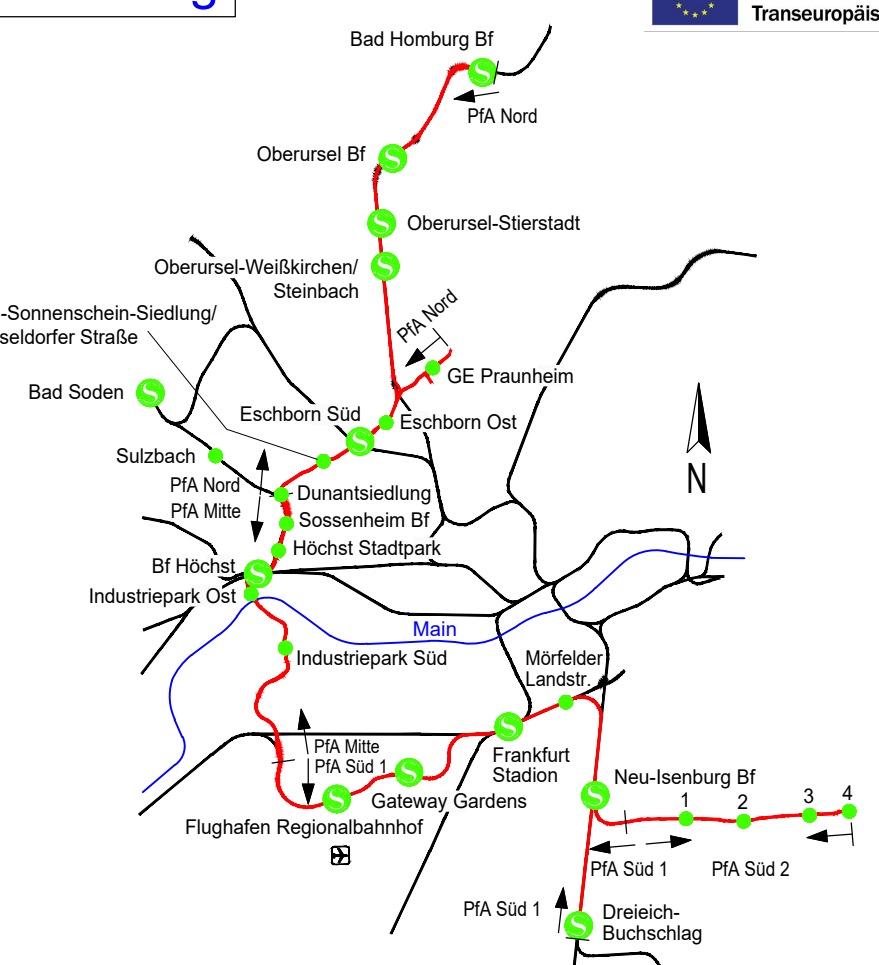 Transeuropäis
Bad Homburg Bf
PfA Nord
Oberursel Bf
Oberursel-Stierstadt
Oberursel-Weißkirchen/
Steinbach
-Sonnenschein-Siedlung/
seldorfer Straße
PfA Nord
GE Praunheim
Bad Soden
Eschborn Süd
Eschborn Ost
Sulzbach
PfA Nord
PfA Mitte
Dunantsiedlung
Sossenheim Bf
N
Höchst Stadtpark
Bf Höchst
Industriepark Ost
Main
Industriepark Süd
Mörfelder
Landstr.
PfA Mitte
PfA Süd 1
Frankfurt
Stadion
Gateway Gardens
Flughafen Regionalbahnhof
Neu-Isenburg Bf
1 2 3 4
PfA Süd 1
PfA Süd 2
PfA Süd 1
Dreieich-
Buchschlag